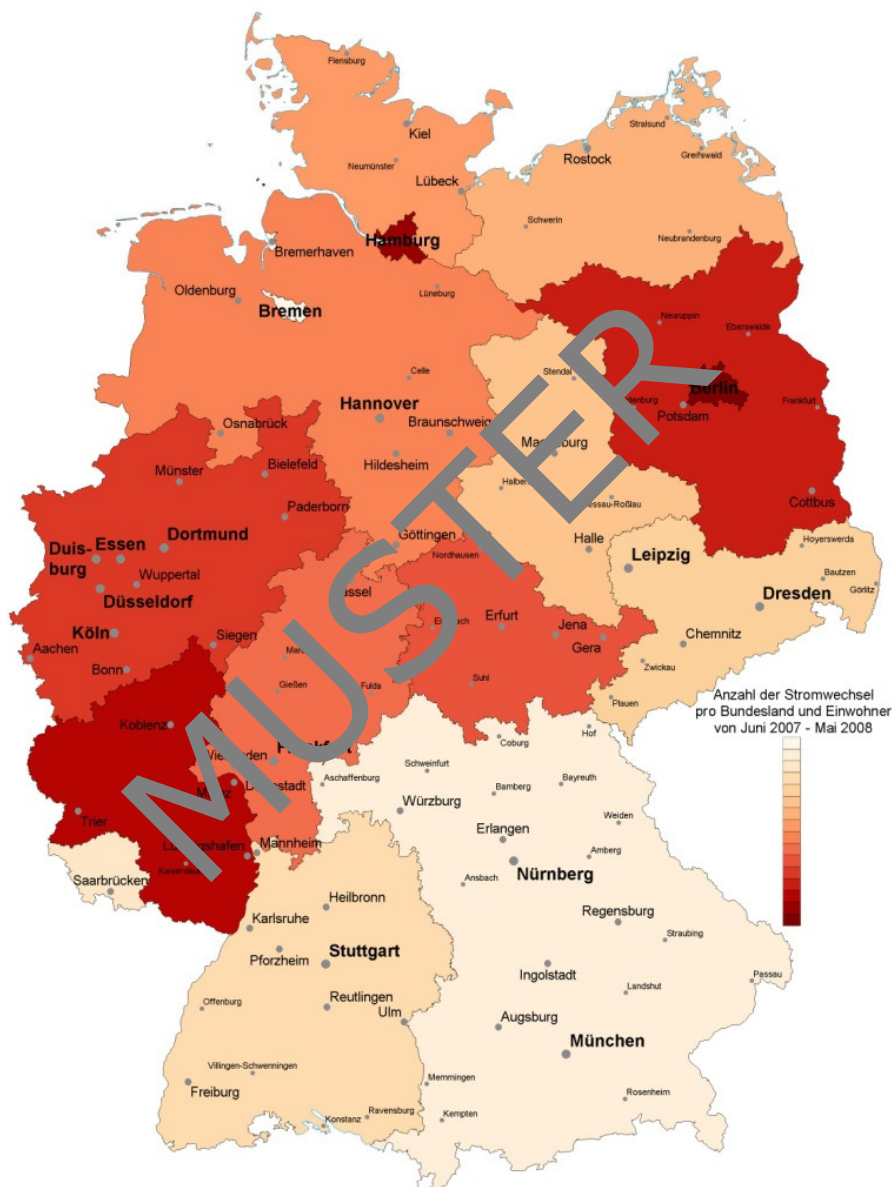 Flensburg
Kiel
Stralsund
Neumünster
Rostock
Greifswald
Lübeck
Schwerin
Hamburg
Neubrandenburg
Bremerhaven
Lüneburg
Oldenburg
Bremen
Neuruppin
Eberswalde
Celle
Stendal
Berlin
Hannover
Potsdam
Frankfurt
Osnabrück
Braunschweig
Bielefeld
Hildesheim
Münster
Cottbus
Paderborn
Dortmund
Göttingen
Halle
Hoyerswerda
Duis-
burg
Essen
Nordhausen
Leipzig
Wuppertal
Bautzen
Görlitz
Düsseldorf
Dresden
Köln
Erfurt
Jena
Siegen
Gera
Chemnitz
Aachen
Bonn
Zwickau
Gießen
Fulda
Suhl
Plauen
Anzahl der Stromwechsel
pro Bundesland und Einwohner
von Juni 2007 - Mai 2008
Koblenz
Hof
Coburg
Schweinfurt
Aschaffenburg
Bamberg
Bayreuth
Trier
Würzburg
Weiden
Erlangen
Mannheim
Amberg
Nürnberg
Saarbrücken
Ansbach
Heilbronn
Regensburg
Karlsruhe
Straubing
Pforzheim
Stuttgart
Ingolstadt
Passau
Landshut
Offenburg
Reutlingen
Ulm
Augsburg
München
Villingen-Schwenningen
Memmingen
Freiburg
Rosenheim
Ravensburg
Konstanz
Kempten
MUSTER